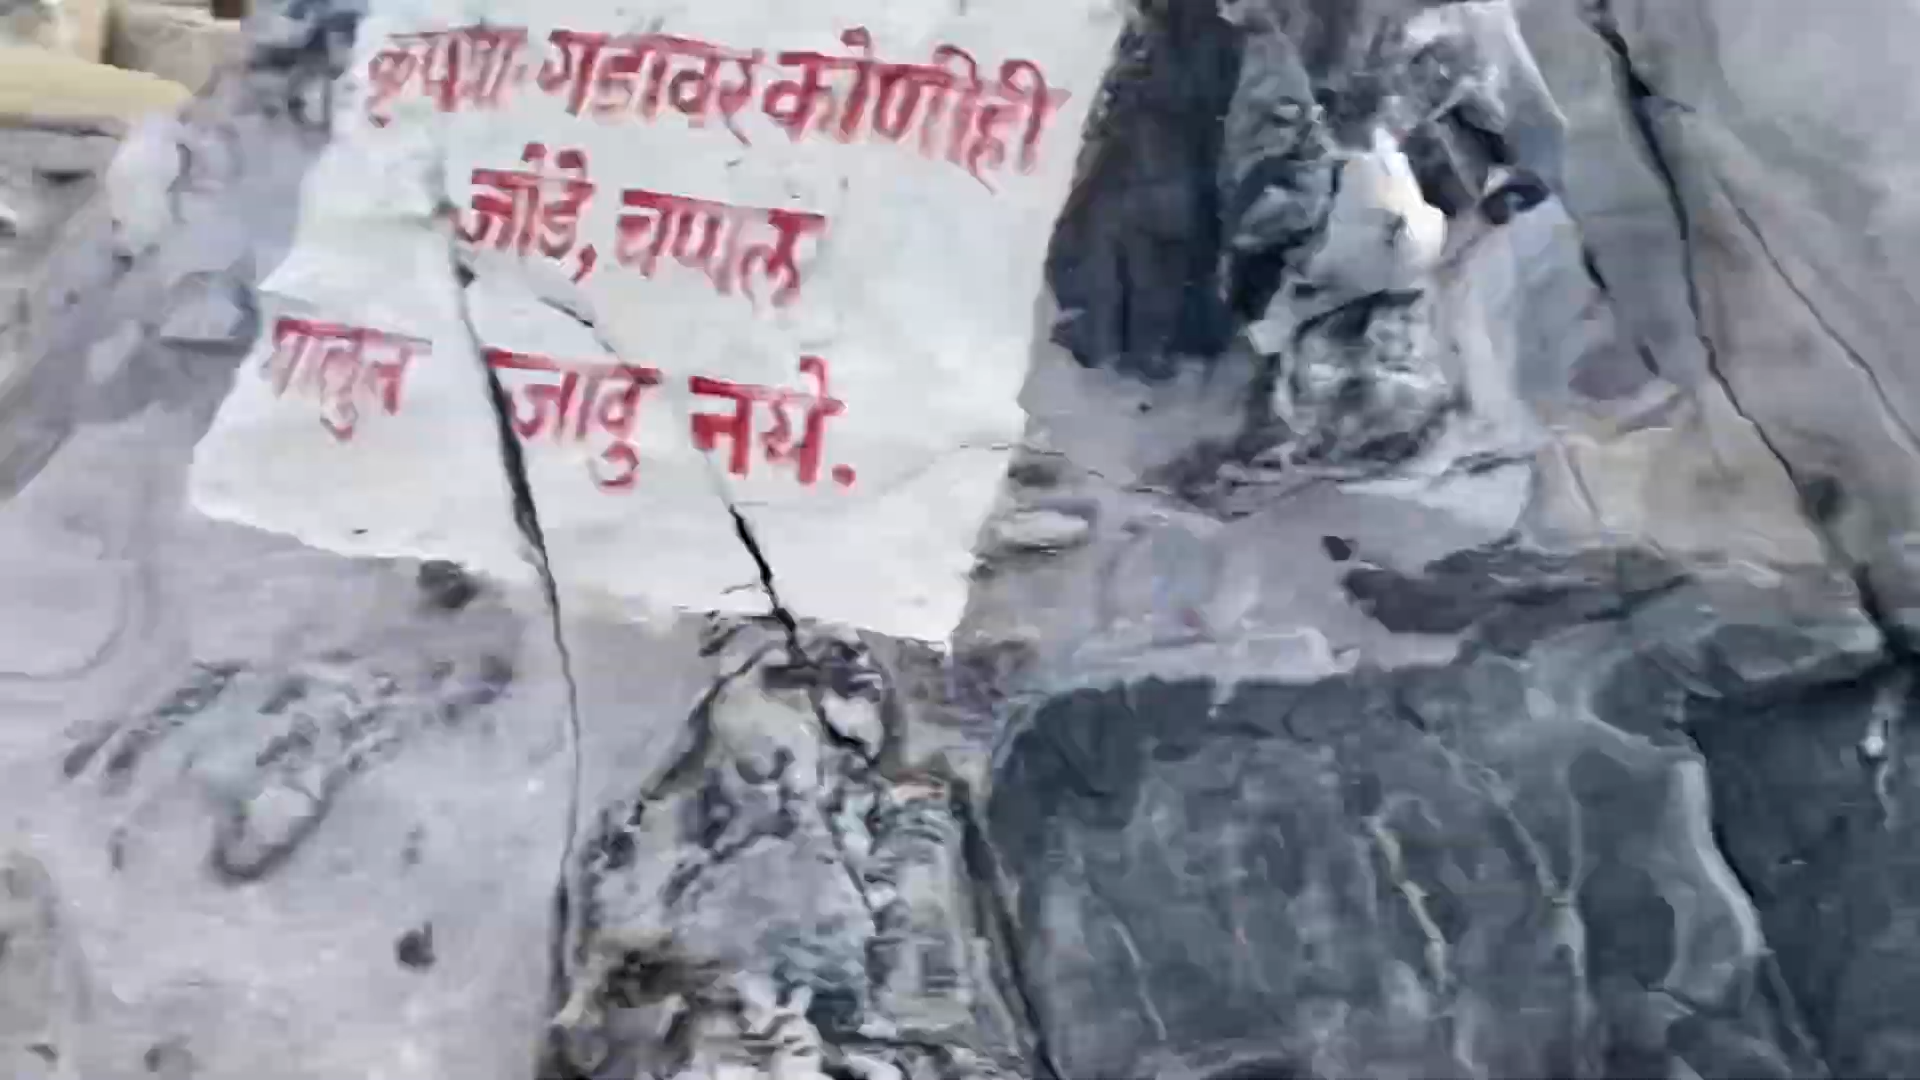 कृपया गडावर कोणीही
जोडे, चप्पल
घालुन जावु नये.